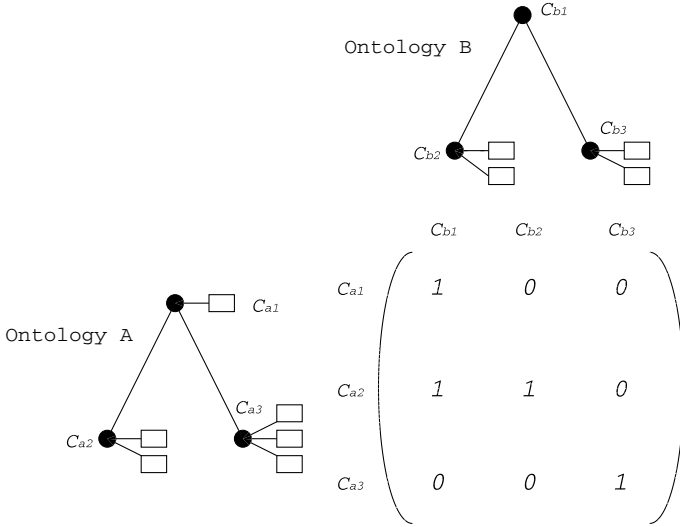 Cb1
Ontology B
Cb3
Cb2
Cb1 Cb2 Cb3
Ca1 1 0 0
Ca1
Ontology A
Ca2 1 1 0
Ca3
Ca2
Ca3 0 0 1